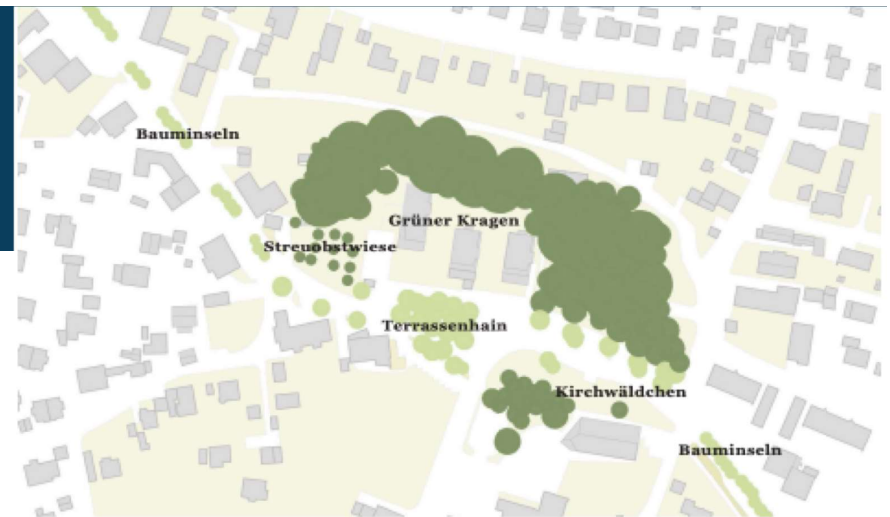 Bauminseln
Grüner Kragen
Streuobstwiese
Terrassenhain
Kirchwäldchen
Bauminseln